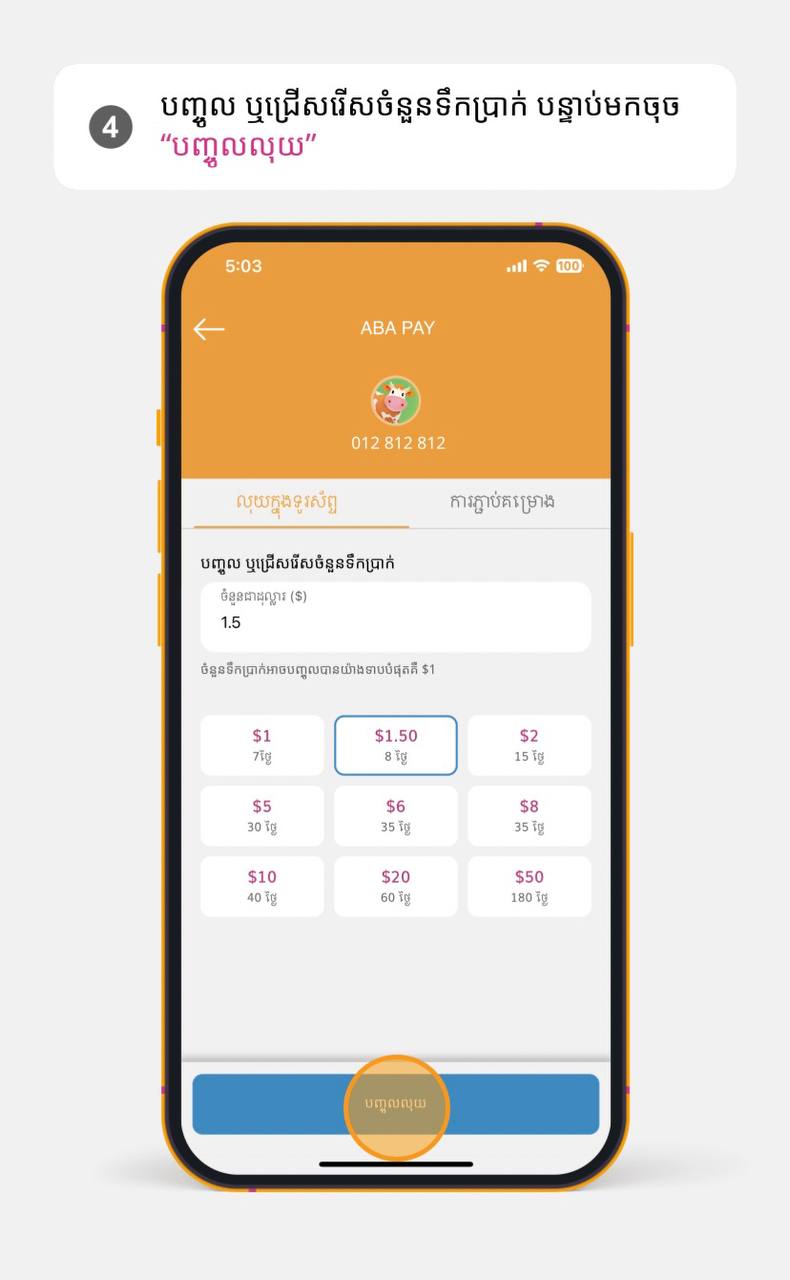 4
បញ្ចូល ឬជ្រើសរើសចំនួនទឹកប្រាក់ បន្ទាប់មកចុច
“បញ្ចូលលុយ”
5:03
100
ABA PAY
012 812 812
លុយក្នុងទូរស័ព្ទ
ការភ្ជាប់គម្រោង
បញ្ចូល ឬជ្រើសរើសចំនួនទឹកប្រាក់
ចំនួនជាដុល្លារ ($)
1.5
ចំនួនទឹកប្រាក់អាចបញ្ចូលបានយ៉ាងទាបបំផុតគឺ $1
$1
7ថ្ងៃ
$1.50
8 ថ្ងៃ
$2
15 ថ្ងៃ
$5
30 ថ្ងៃ
$6
35 ថ្ងៃ
$8
35 ថ្ងៃ
$10
40 ថ្ងៃ
$20
60 ថ្ងៃ
$50
180 ថ្ងៃ
បញ្ចូលលុយ